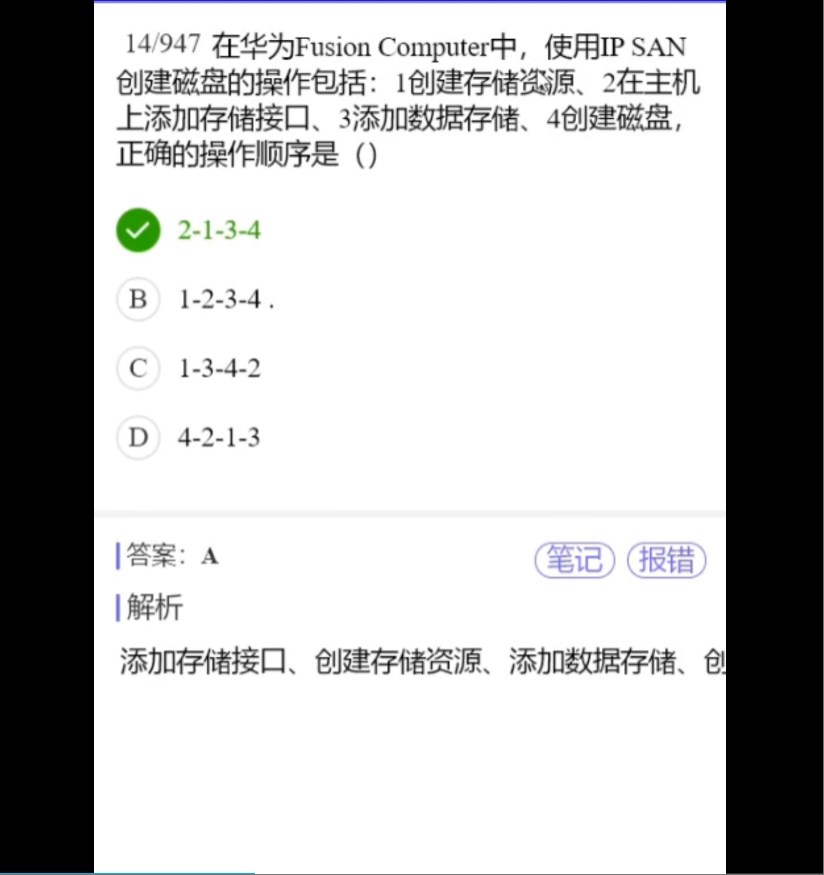 14/947 在华为Fusion Computer中，使用IP SAN
创建磁盘的操作包括：1创建存储资源、2在主机
上添加存储接口、3添加数据存储、4创建磁盘，
正确的操作顺序是（）
2-1-3-4
B 1-2-3-4 .
C 1-3-4-2
D 4-2-1-3
答案：A
笔记 报错
解析
添加存储接口、创建存储资源、添加数据存储、创